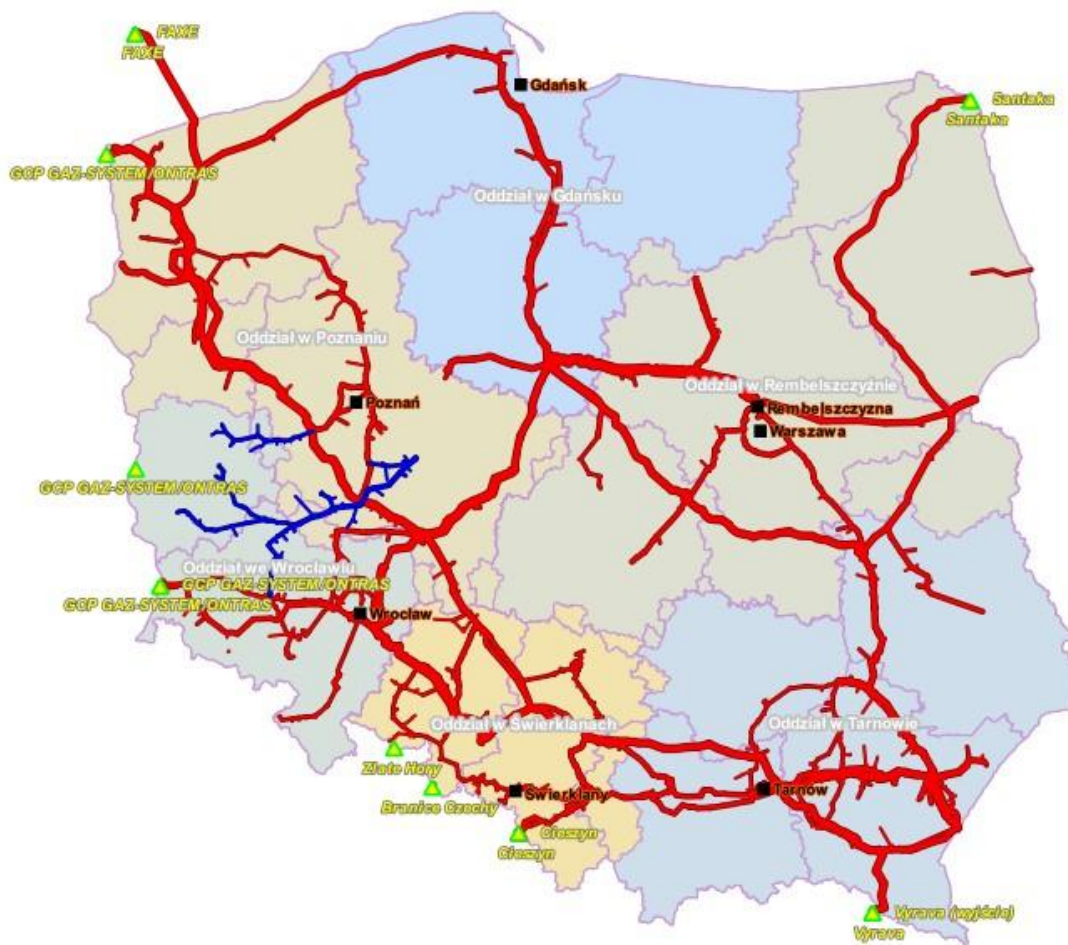 FAXE
FAXE
Gdańsk
Santaka
Santaka
GCP GAZ-SYSTEM/ONTRAS
Oddział w Gdańsku
Oddział w Poznaniu
Oddział w Rembelszczyźnie
Poznań
Rembelszczyzna
Warszawa
GCP GAZ-SYSTEM/ONTRAS
Oddział we Wrocławiu
GCP GAZ-SYSTEM/ONTRAS
GCP GAZ-SYSTEM/ONTRAS
Wrocław
Oddział w Świerklanach
Oddział w Tarnowie
Zlate Hory
Branice Czechy
Świerklany
Tarnów
Cieszyn
Cieszyn
Vyrava (wyjście)
Vyrava